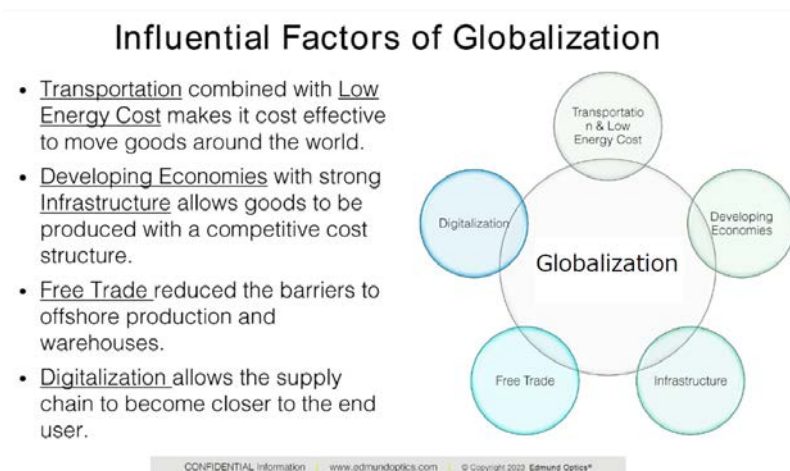 Influential Factors of Globalization
• Transportation combined with Low
Energy Cost makes it cost effective
to move goods around the world.
• Developing Economies with strong
Infrastructure allows goods to be
produced with a competitive cost
structure.
• Free Trade reduced the barriers to
offshore production and
warehouses.
• Digitalization allows the supply
chain to become closer to the end
user.
Transportatio
n & Low
Energy Cost
Digitalization
Developing
Economies
Globalization
Free Trade
Infrastructure
CONFIDENTIAL Information | www.edmundoptics.com | © Copyright 2023 Edmund Optics®